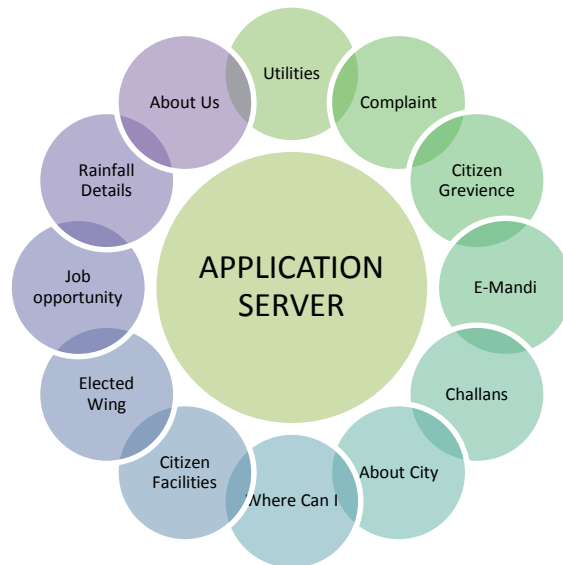 Utilities
Complaint
Citizen
Grevience
E-Mandi
Challans
About City
Where Can I
Citizen
Facilities
Elected
Wing
Job
opportunity
Rainfall
Details
About Us
APPLICATION
SERVER